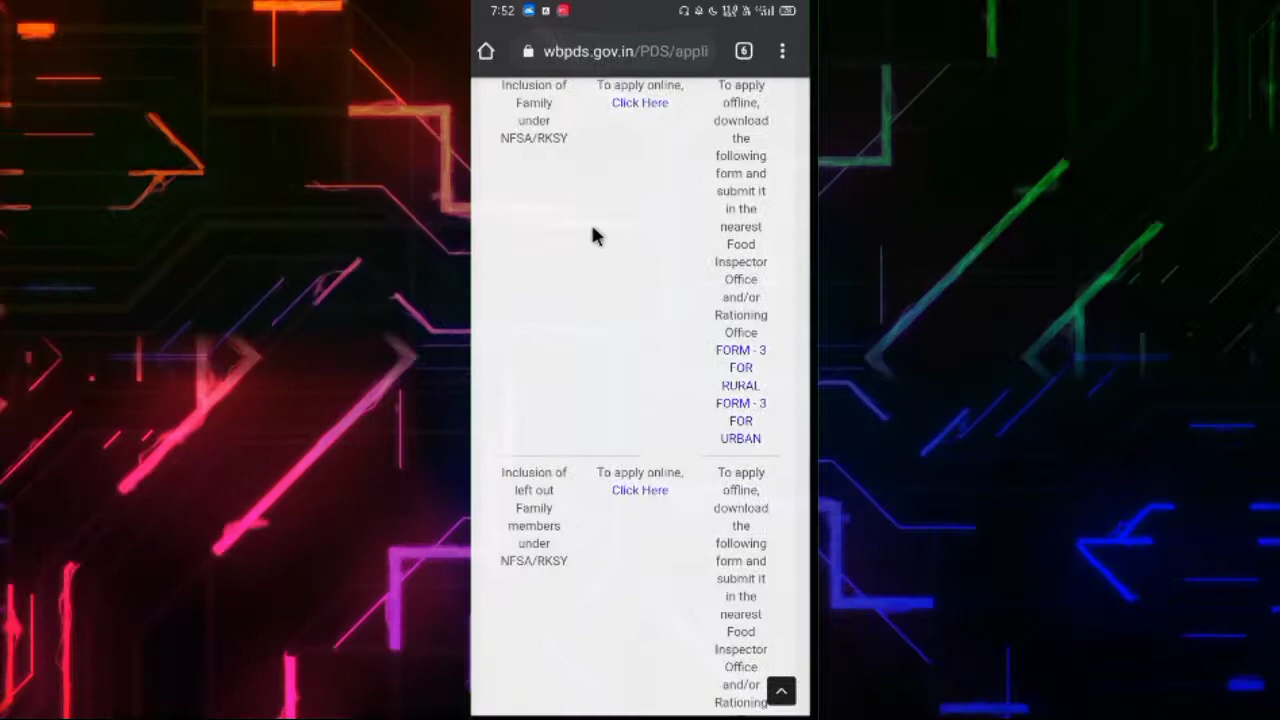 7:52
wbpds.gov.in/PDS/appli
6
Inclusion of
Family
under
NFSA/RKSY
To apply online,
Click Here
To apply
offline,
download
the
following
form and
submit it
in the
nearest
Food
Inspector
Office
and/or
Rationing
Office
FORM - 3
FOR
RURAL
FORM - 3
FOR
URBAN
Inclusion of
left out
Family
members
under
NFSA/RKSY
To apply online,
Click Here
To apply
offline,
download
the
following
form and
submit it
in the
nearest
Food
Inspector
Office
and/or
Rationing